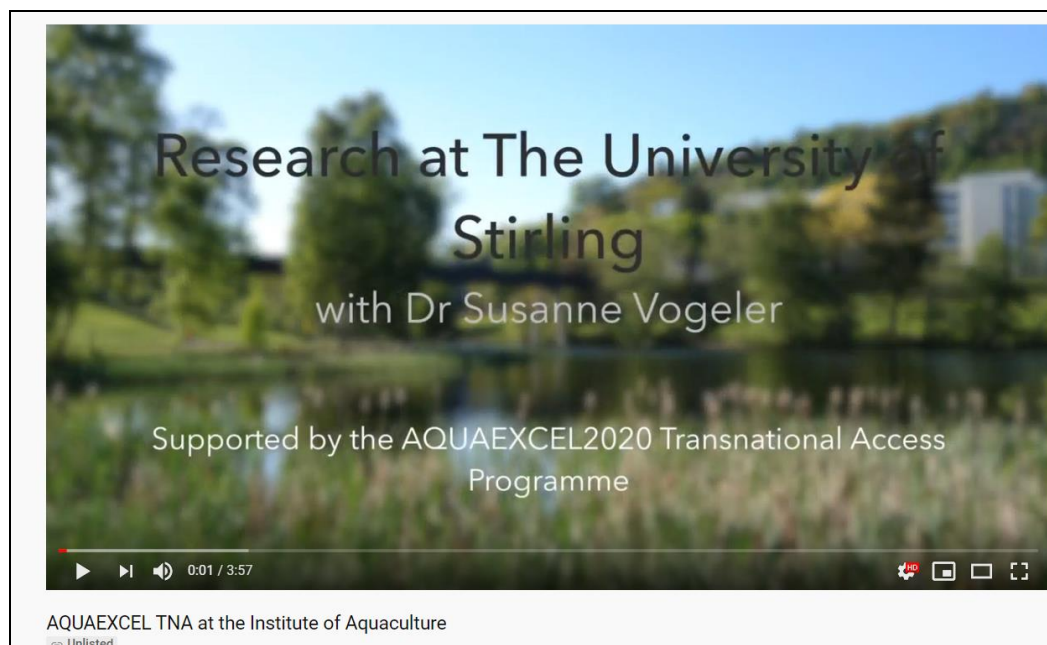 Research at The University of
Stirling
with Dr Susanne Vogeler
Supported by the AQUAEXCEL2020 Transnational Access
Programme
0:01 / 3:57
HD
AQUAEXCEL TNA at the Institute of Aquaculture
Unlisted